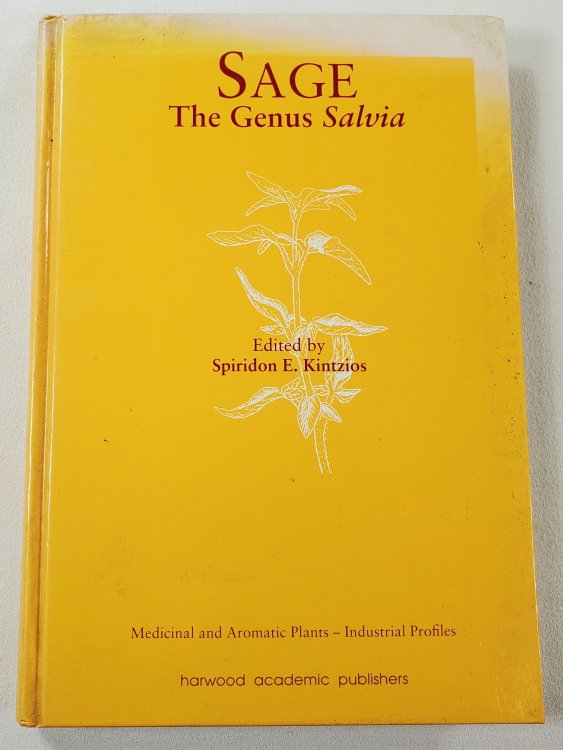 SAGE
The Genus Salvia
Edited by
Spiridon E. Kintzios
Medicinal and Aromatic Plants – Industrial Profiles
harwood academic publishers